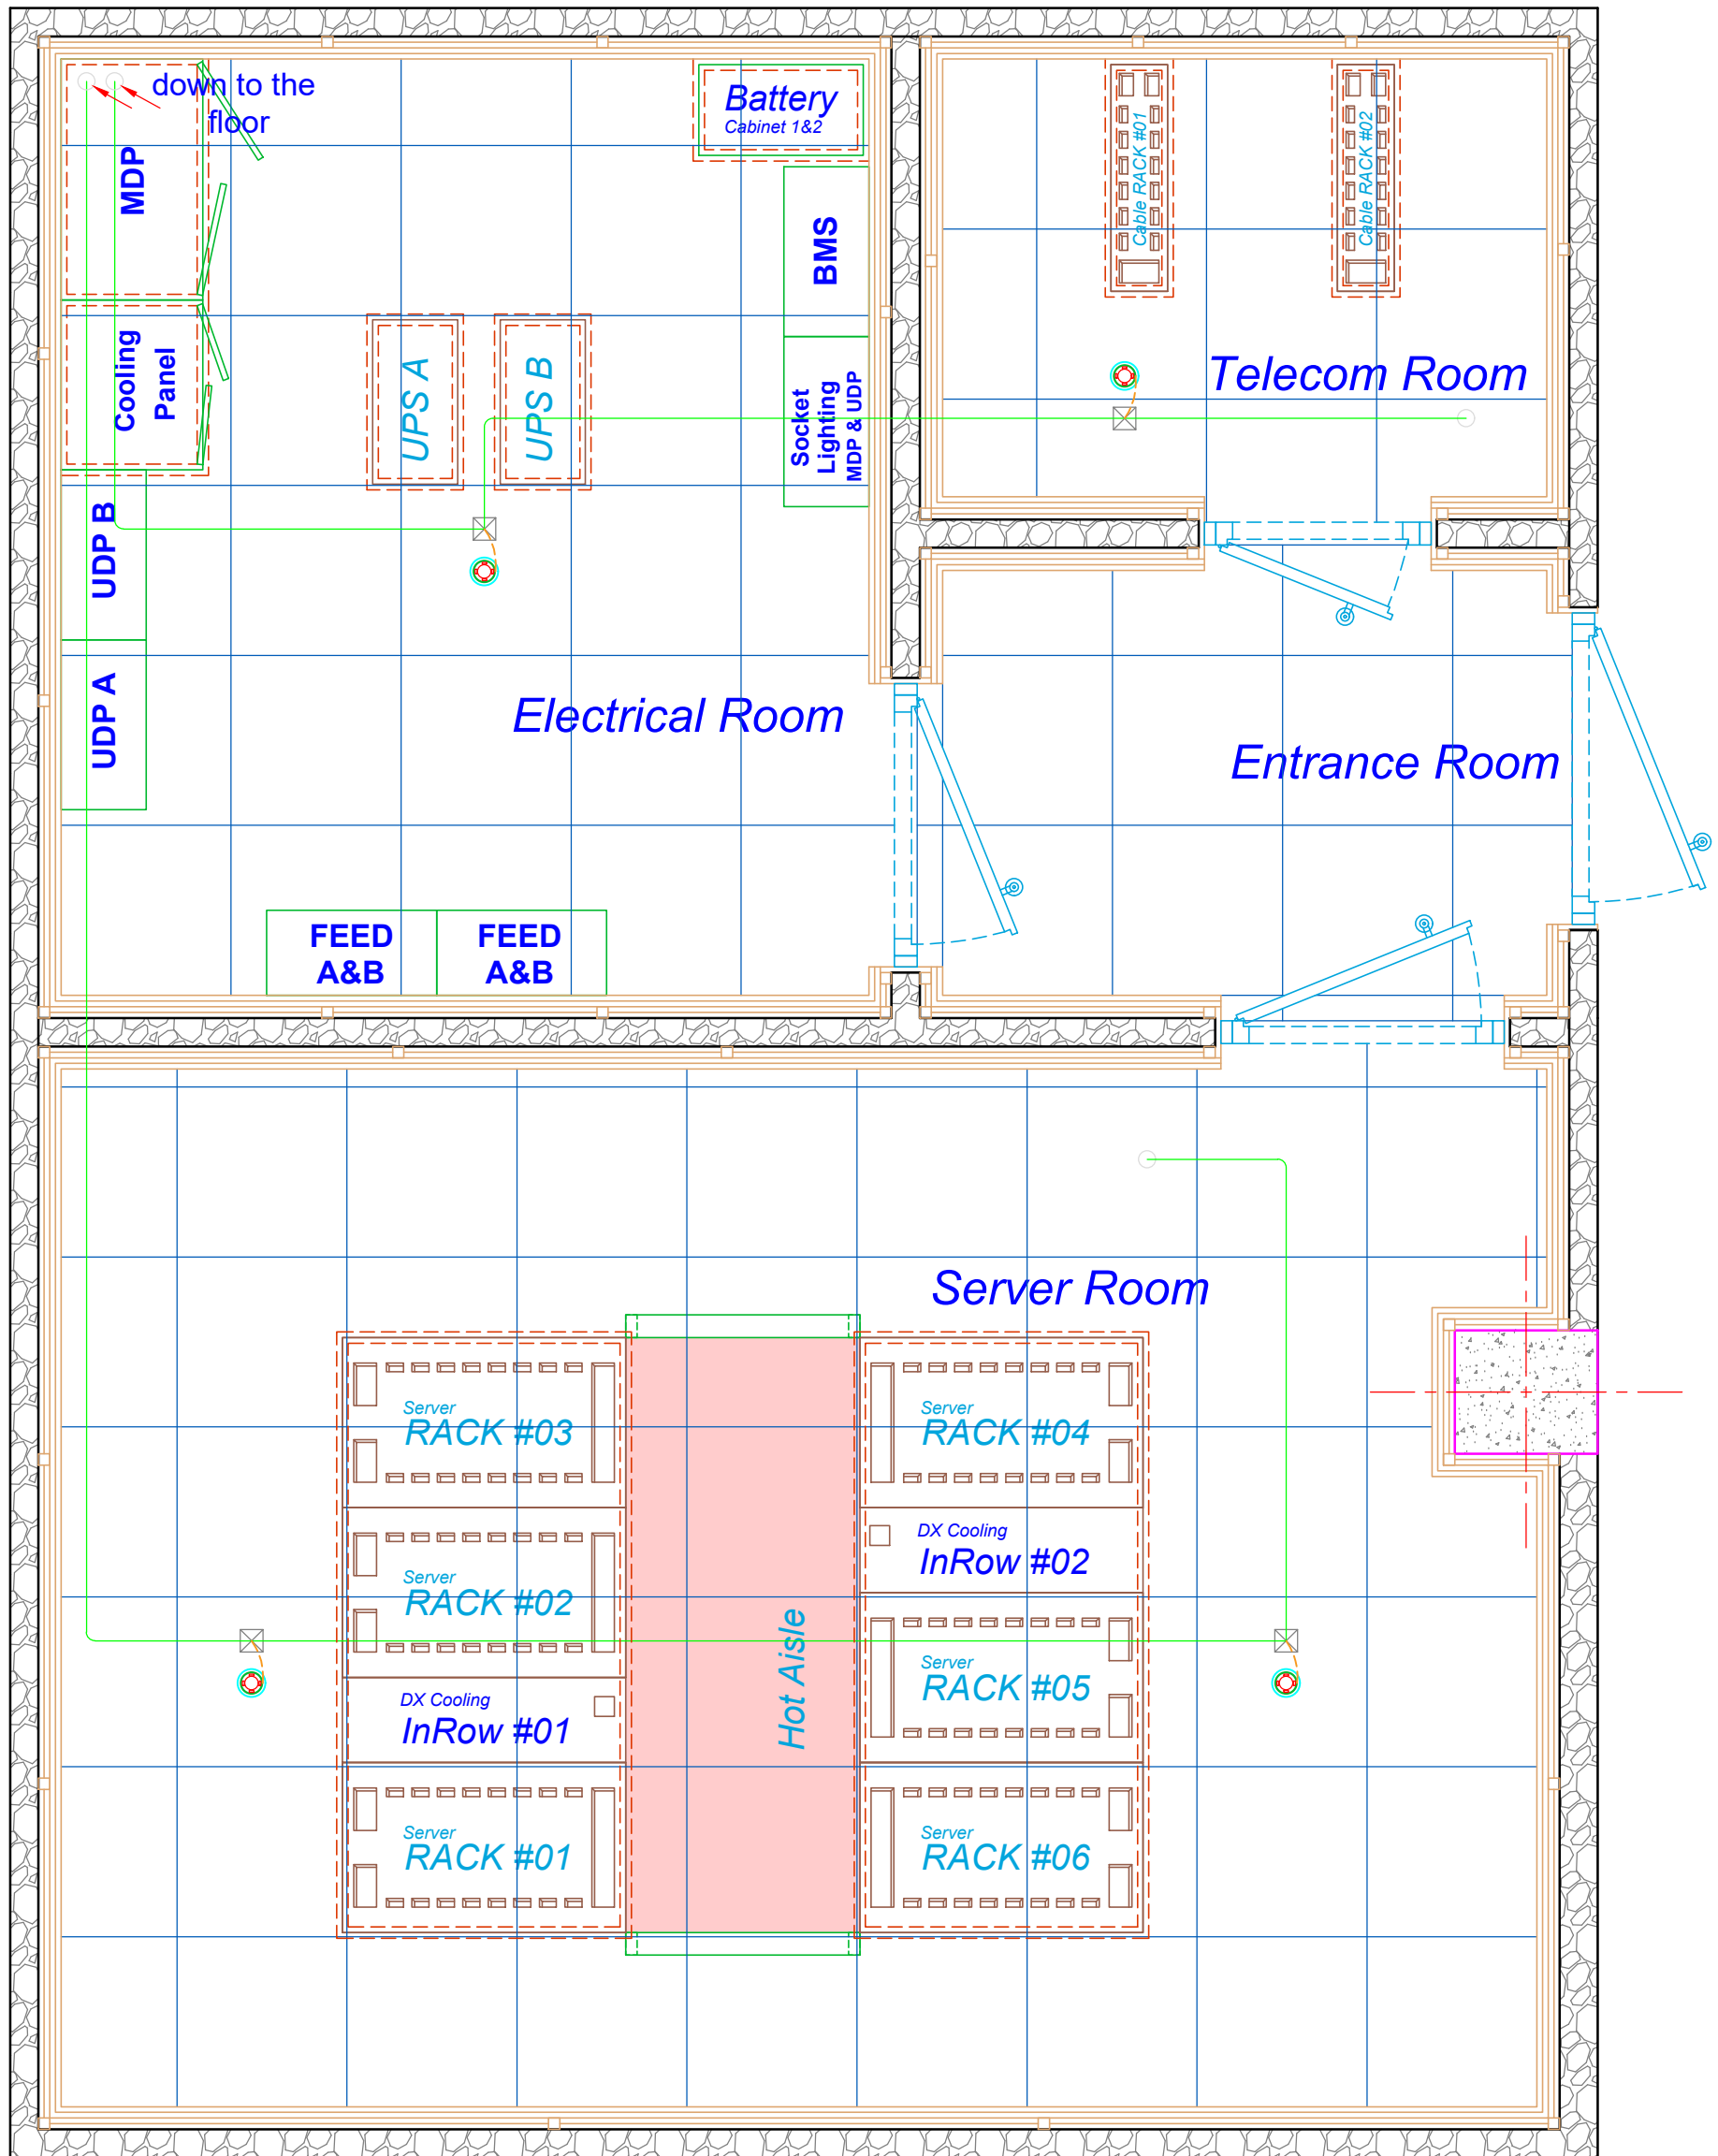 down to the
floor
MDP
Battery
Cabinet 1&2
Cable RACK #01
Cable RACK #02
BMS
Cooling
Panel
UPS A
UPS B
Socket
Lighting
MDP & UDP
Telecom Room
UDP B
UDP A
Electrical Room
Entrance Room
FEED
A&B
FEED
A&B
Server Room
Server
RACK #03
Server
RACK #04
DX Cooling
InRow #02
Server
RACK #02
Hot Aisle
Server
RACK #05
DX Cooling
InRow #01
Server
RACK #01
Server
RACK #06